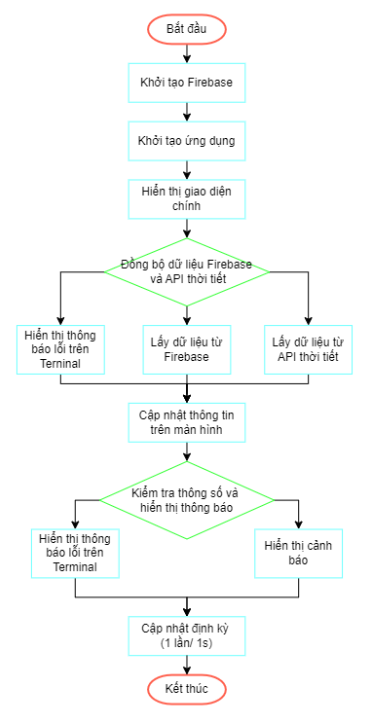 Bắt đầu
Khởi tạo Firebase
Khởi tạo ứng dụng
Hiển thị giao diện
chính
Đồng bộ dữ liệu Firebase
và API thời tiết
Hiển thị thông
báo lỗi trên
Terninal
Lấy dữ liệu từ
Firebase
Lấy dữ liệu từ
API thời tiết
Cập nhật thông tin
trên màn hình
Kiểm tra thông số và
hiển thị thông báo
Hiển thị thông
báo lỗi trên
Terminal
Hiển thị cảnh
báo
Cập nhật định kỳ
(1 lần/ 1s)
Kết thúc